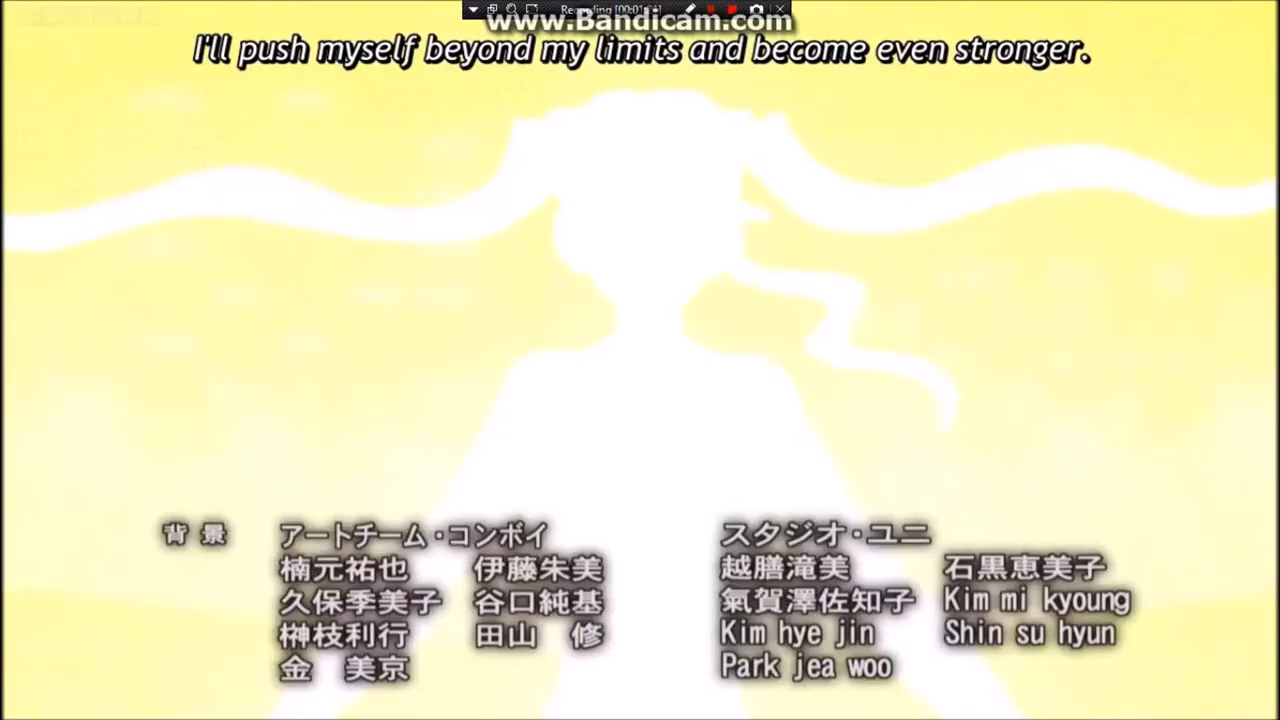 Recording [00:01:24]
www.Bandicam.com
I'll push myself beyond my limits and become even stronger.
背景 アートチーム・コンボイ スタジオ・ユニ
楠元祐也 伊藤朱美 越膳滝美 石黒恵美子
久保季美子 谷口純基 氣賀澤佐知子 Kim mi kyoung
榊枝利行 田山 修 Kim hye jin Shin su hyun
金 美京 Park jea woo